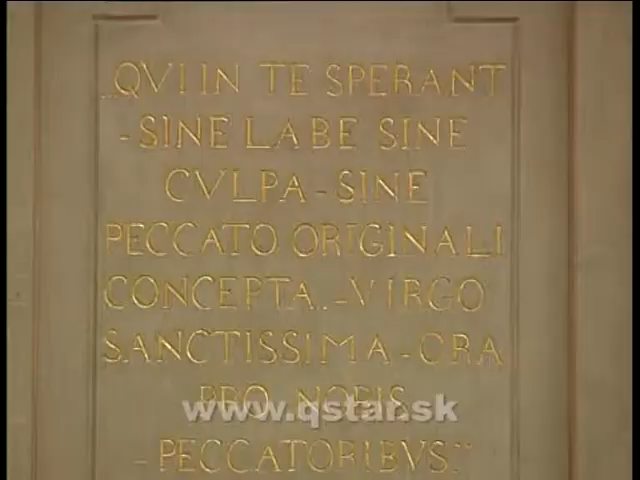 QVI IN TE SPERANT
-SINE LABE SINE
CVLPA-SINE
PECCATO ORIGINALI
CONCEPTA..-VIRGO
SANCTISSIMA-ORA
PRO NOBIS
www.qstar.sk
-PECCATORIBVS..